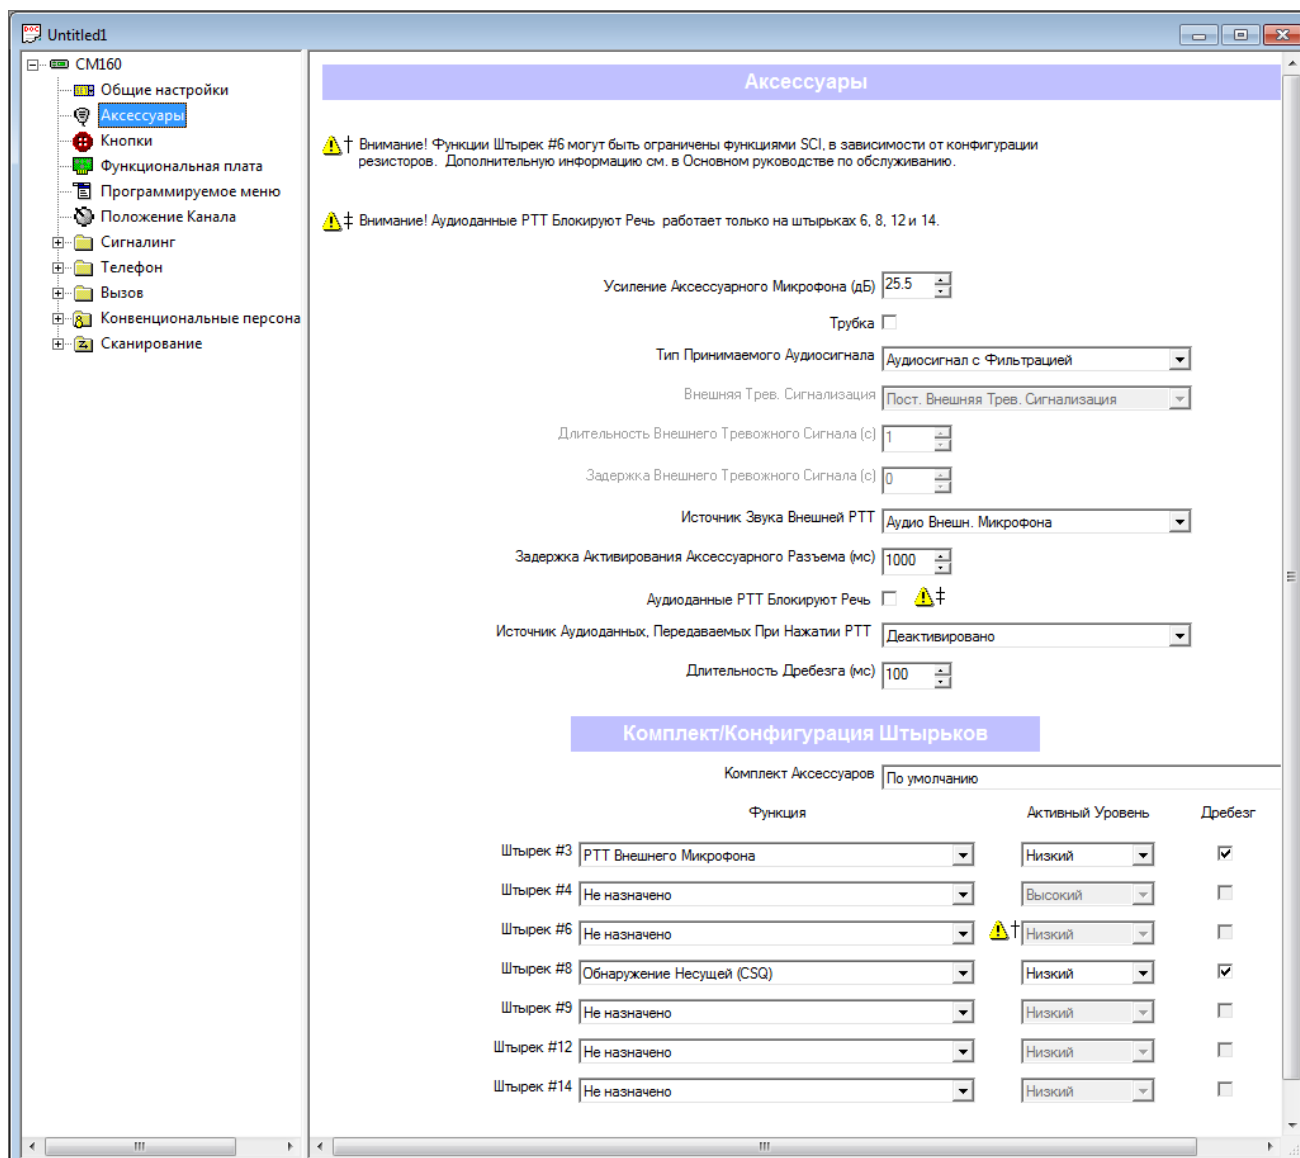 Untitled1
CM160
Общие настройки
Аксессуары
Кнопки
Функциональная плата
Программируемое меню
Положение Канала
Сигналинг
Телефон
Вызов
Конвенциональные персона
Сканирование
Аксессуары
† Внимание! Функции Штырек #6 могут быть ограничены функциями SCI, в зависимости от конфигурации
резисторов. Дополнительную информацию см. в Основном руководстве по обслуживанию.
‡ Внимание! Аудиоданные PTT Блокируют Речь работает только на штырьках 6, 8, 12 и 14.
Усиление Аксессуарного Микрофона (дБ) 25.5
Трубка
Тип Принимаемого Аудиосигнала Аудиосигнал с Фильтрацией
Внешняя Трев. Сигнализация Пост. Внешняя Трев. Сигнализация
Длительность Внешнего Тревожного Сигнала (с) 1
Задержка Внешнего Тревожного Сигнала (с) 0
Источник Звука Внешней PTT Аудио Внешн. Микрофона
Задержка Активирования Аксессуарного Разъема (мс) 1000
Аудиоданные PTT Блокируют Речь ‡
Источник Аудиоданных, Передаваемых При Нажатии PTT Деактивировано
Длительность Дребезга (мс) 100
Комплект/Конфигурация Штырьков
Комплект Аксессуаров По умолчанию
Функция Активный Уровень Дребезг
Штырек #3 PTT Внешнего Микрофона Низкий
Штырек #4 Не назначено Высокий
Штырек #6 Не назначено † Низкий
Штырек #8 Обнаружение Несущей (CSQ) Низкий
Штырек #9 Не назначено Низкий
Штырек #12 Не назначено Низкий
Штырек #14 Не назначено Низкий